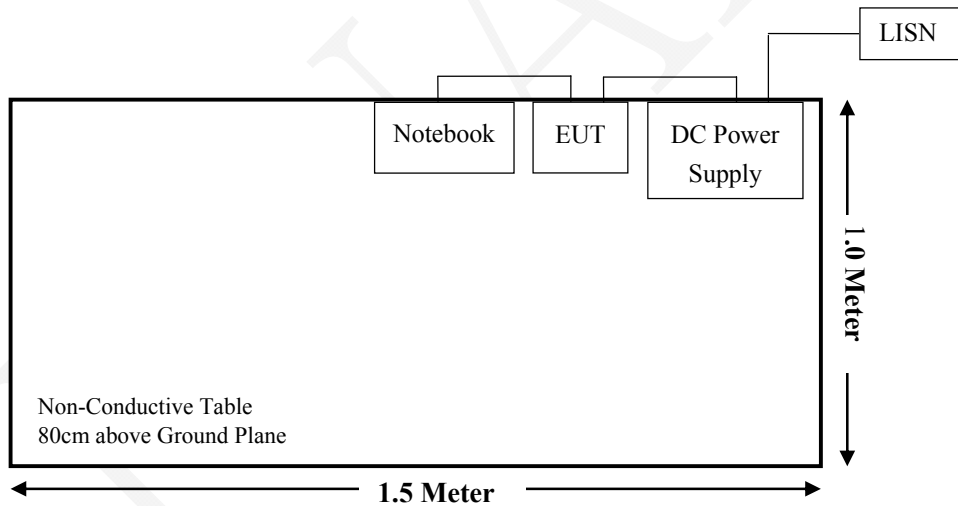 LISN
Notebook
EUT
DC Power
Supply
1.0 Meter
Non-Conductive Table
80cm above Ground Plane
1.5 Meter